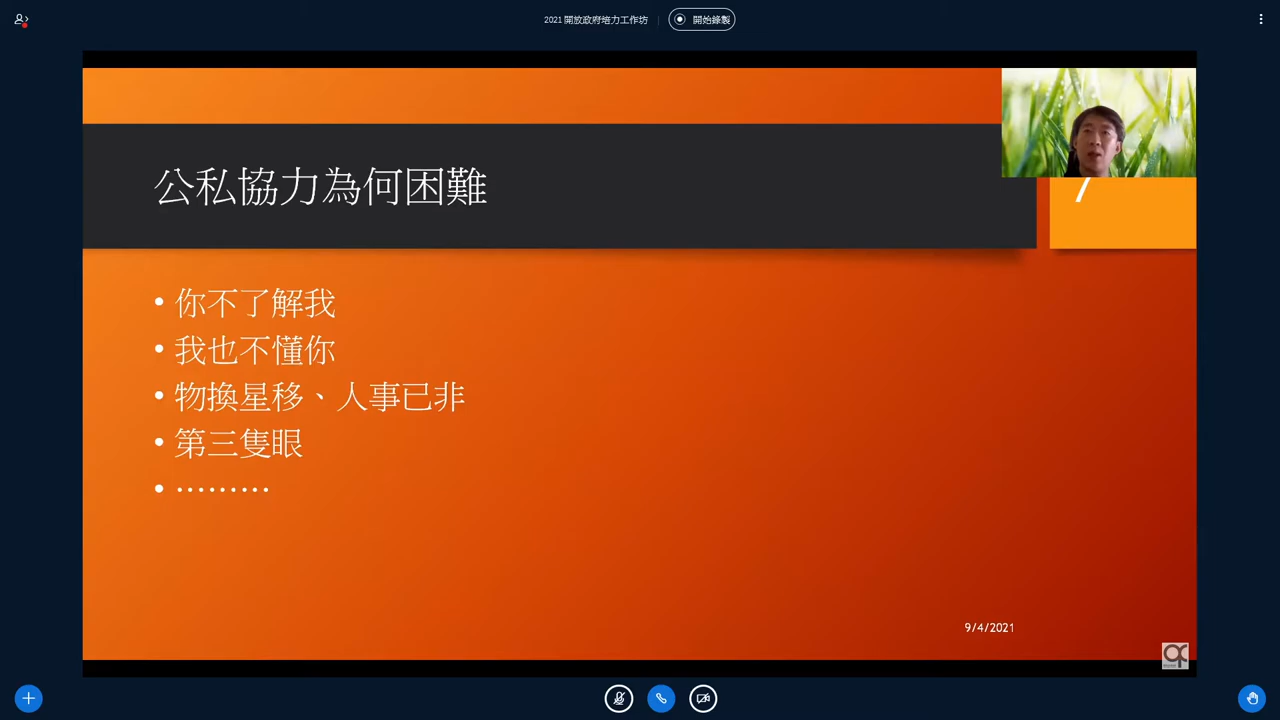 2021 開放政府培力工作坊
開始錄製
公私協力為何困難
7
• 你不了解我
• 我也不懂你
• 物換星移、人事已非
• 第三隻眼
• ………
9/4/2021